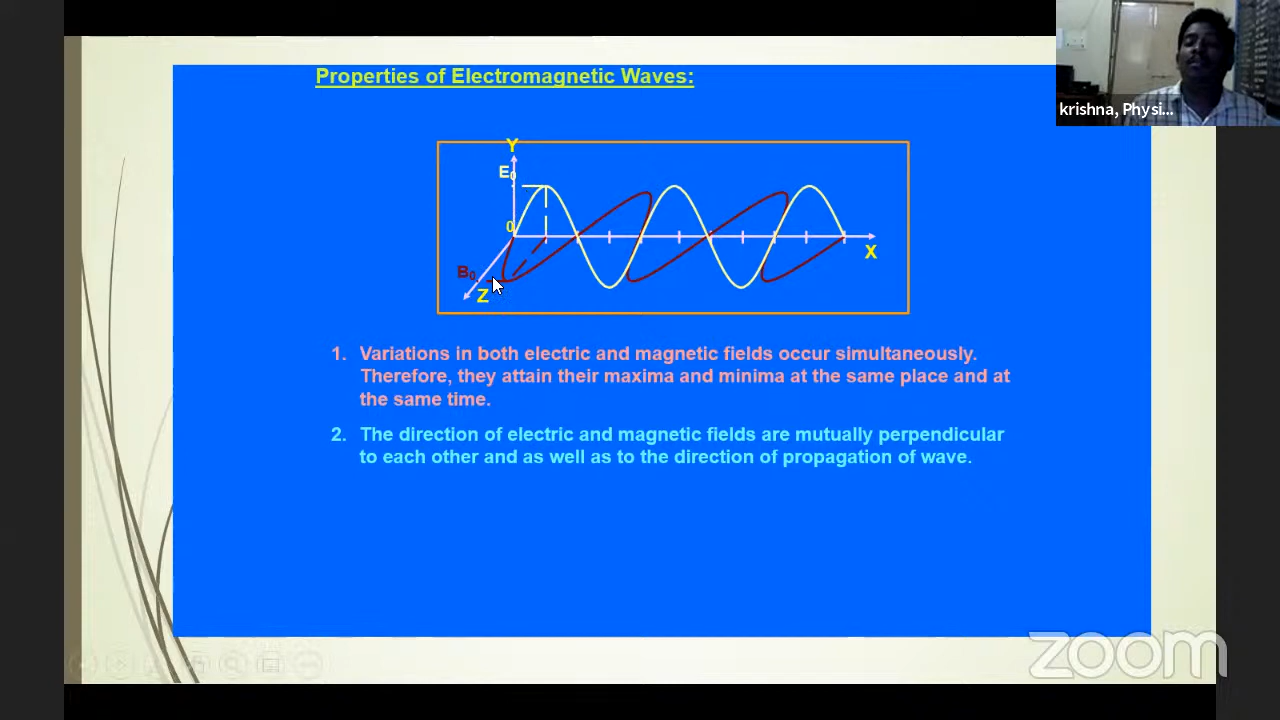 Properties of Electromagnetic Waves:
krishna, Physi...
Y
E₀
0
X
B₀
Z
1. Variations in both electric and magnetic fields occur simultaneously.
Therefore, they attain their maxima and minima at the same place and at
the same time.
2. The direction of electric and magnetic fields are mutually perpendicular
to each other and as well as to the direction of propagation of wave.
zoom